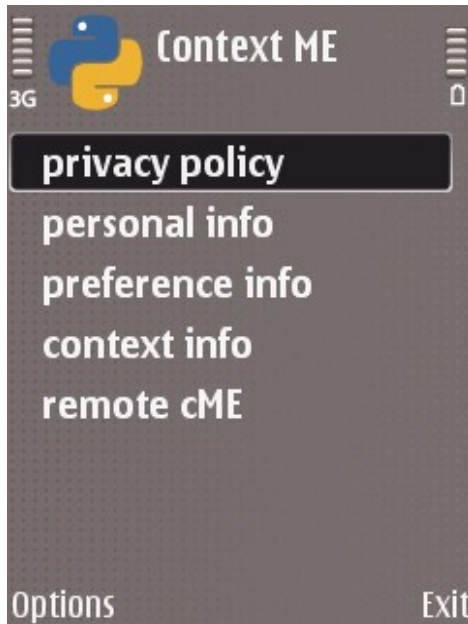 Context ME
3G
privacy policy
personal info
preference info
context info
remote cME
Options Exit